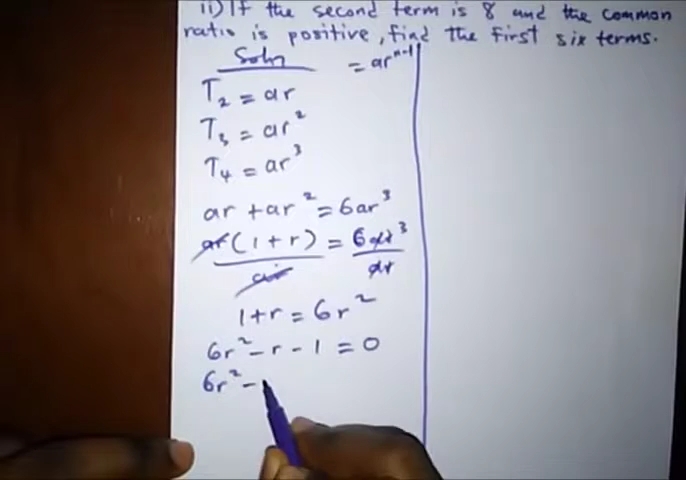 ii) If the second term is 8 and the common
ratio is positive, find the first six terms.
Soln
= ar^{n-1}
T₂ = ar
T₃ = ar²
T₄ = ar³
ar + ar² = 6ar³
ar(1 + r) / ar = 6ar³ / ar
1 + r = 6r²
6r² - r - 1 = 0
6r² -